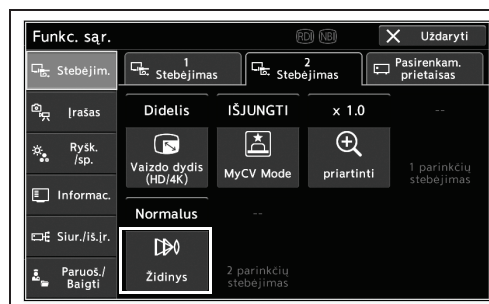 Funkc. sąr.
RDI NBI
Uždaryti
Stebėjim.
Įrašas
Ryšk.
/sp.
Informac.
Siur./iš.įr.
Paruoš./
Baigti
1
Stebėjimas
2
Stebėjimas
Pasirenkam.
prietaisas
Didelis
IŠJUNGTI
x 1.0
--
Vaizdo dydis
(HD/4K)
MyCV Mode
priartinti
1 parinkčių
stebėjimas
Normalus
--
Židinys
2 parinkčių
stebėjimas